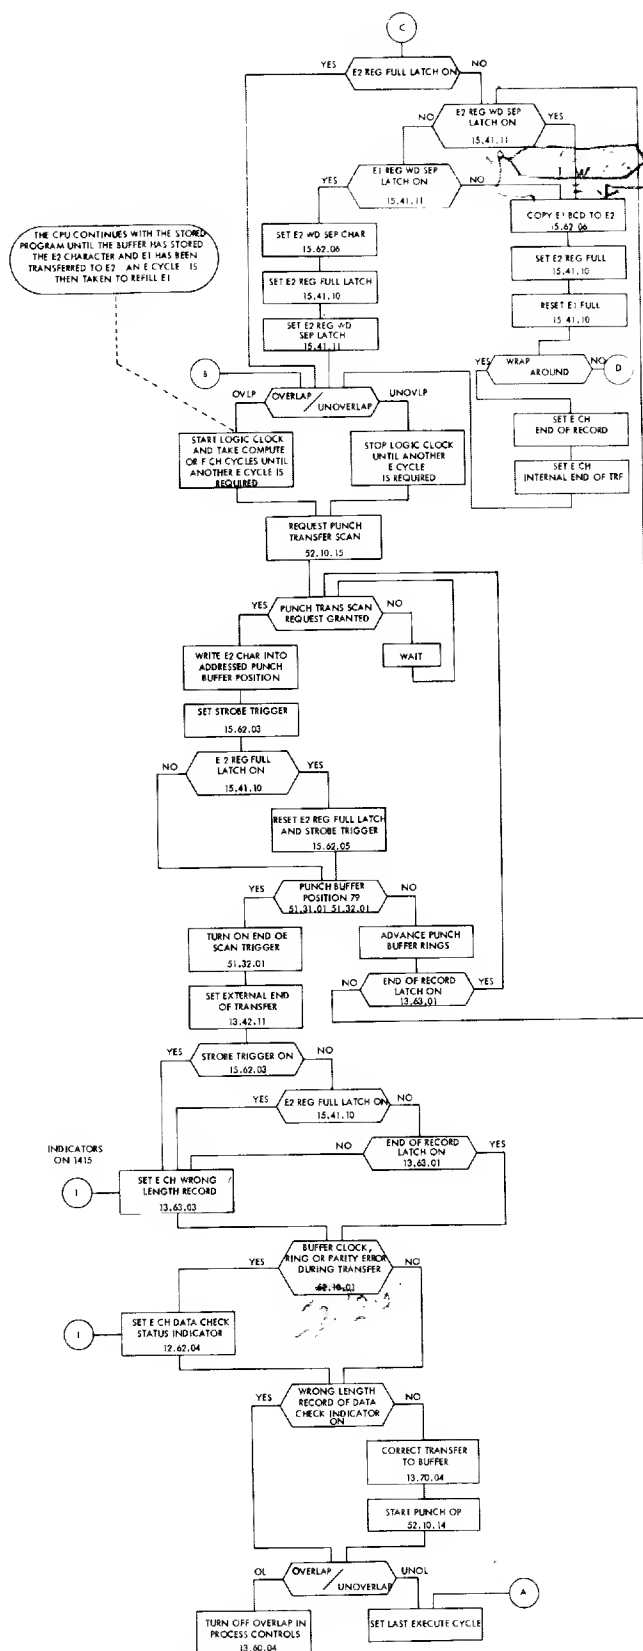 C
YES
E2 REG FULL LATCH ON
NO
NO
E2 REG WD SEP
LATCH ON
15.41.11
YES
YES
E1 REG WD SEP
LATCH ON
15.41.11
NO
THE CPU CONTINUES WITH THE STORED
PROGRAM UNTIL THE BUFFER HAS STORED
THE E2 CHARACTER AND E1 HAS BEEN
TRANSFERRED TO E2 AN E CYCLE IS
THEN TAKEN TO REFILL E1
SET E2 WD SEP CHAR
15.62.06
SET E2 REG FULL LATCH
15.41.10
SET E2 REG WD
SEP LATCH
15.41.11
COPY E1 BCD TO E2
15.62.06
SET E2 REG FULL
15.41.10
RESET E1 FULL
15.41.10
YES
WRAP
AROUND
NO
D
SET E CH
END OF RECORD
SET E CH
INTERNAL END OF TRF
B
OVLP
OVERLAP
/
UNOVERLAP
UNOVLP
START LOGIC CLOCK
AND TAKE COMPUTE
OR F CH CYCLES UNTIL
ANOTHER E CYCLE IS
REQUIRED
STOP LOGIC CLOCK
UNTIL ANOTHER
E CYCLE
IS REQUIRED
REQUEST PUNCH
TRANSFER SCAN
52.10.15
YES
PUNCH TRANS SCAN
REQUEST GRANTED
NO
WAIT
WRITE E2 CHAR INTO
ADDRESSED PUNCH
BUFFER POSITION
SET STROBE TRIGGER
15.62.03
NO
E 2 REG FULL
LATCH ON
15.41.10
YES
RESET E2 REG FULL LATCH
AND STROBE TRIGGER
15.62.05
YES
PUNCH BUFFER
POSITION 79
51.31.01 51.32.01
NO
TURN ON END OF
SCAN TRIGGER
51.32.01
ADVANCE PUNCH
BUFFER RINGS
SET EXTERNAL END
OF TRANSFER
13.42.11
NO
END OF RECORD
LATCH ON
13.63.01
YES
YES
STROBE TRIGGER ON
15.62.03
NO
YES
E2 REG FULL LATCH ON
15.41.10
NO
NO
END OF RECORD
LATCH ON
13.63.01
YES
INDICATORS
ON 1415
I
SET E CH WRONG
LENGTH RECORD
13.63.03
YES
BUFFER CLOCK,
RING OR PARITY ERROR
DURING TRANSFER
NO
I
SET E CH DATA CHECK
STATUS INDICATOR
12.62.04
YES
WRONG LENGTH
RECORD OF DATA
CHECK INDICATOR
ON
NO
CORRECT TRANSFER
TO BUFFER
13.70.04
START PUNCH OP
52.10.14
OL
OVERLAP
/
UNOVERLAP
UNOL
A
TURN OFF OVERLAP IN
PROCESS CONTROLS
13.60.04
SET LAST EXECUTE CYCLE